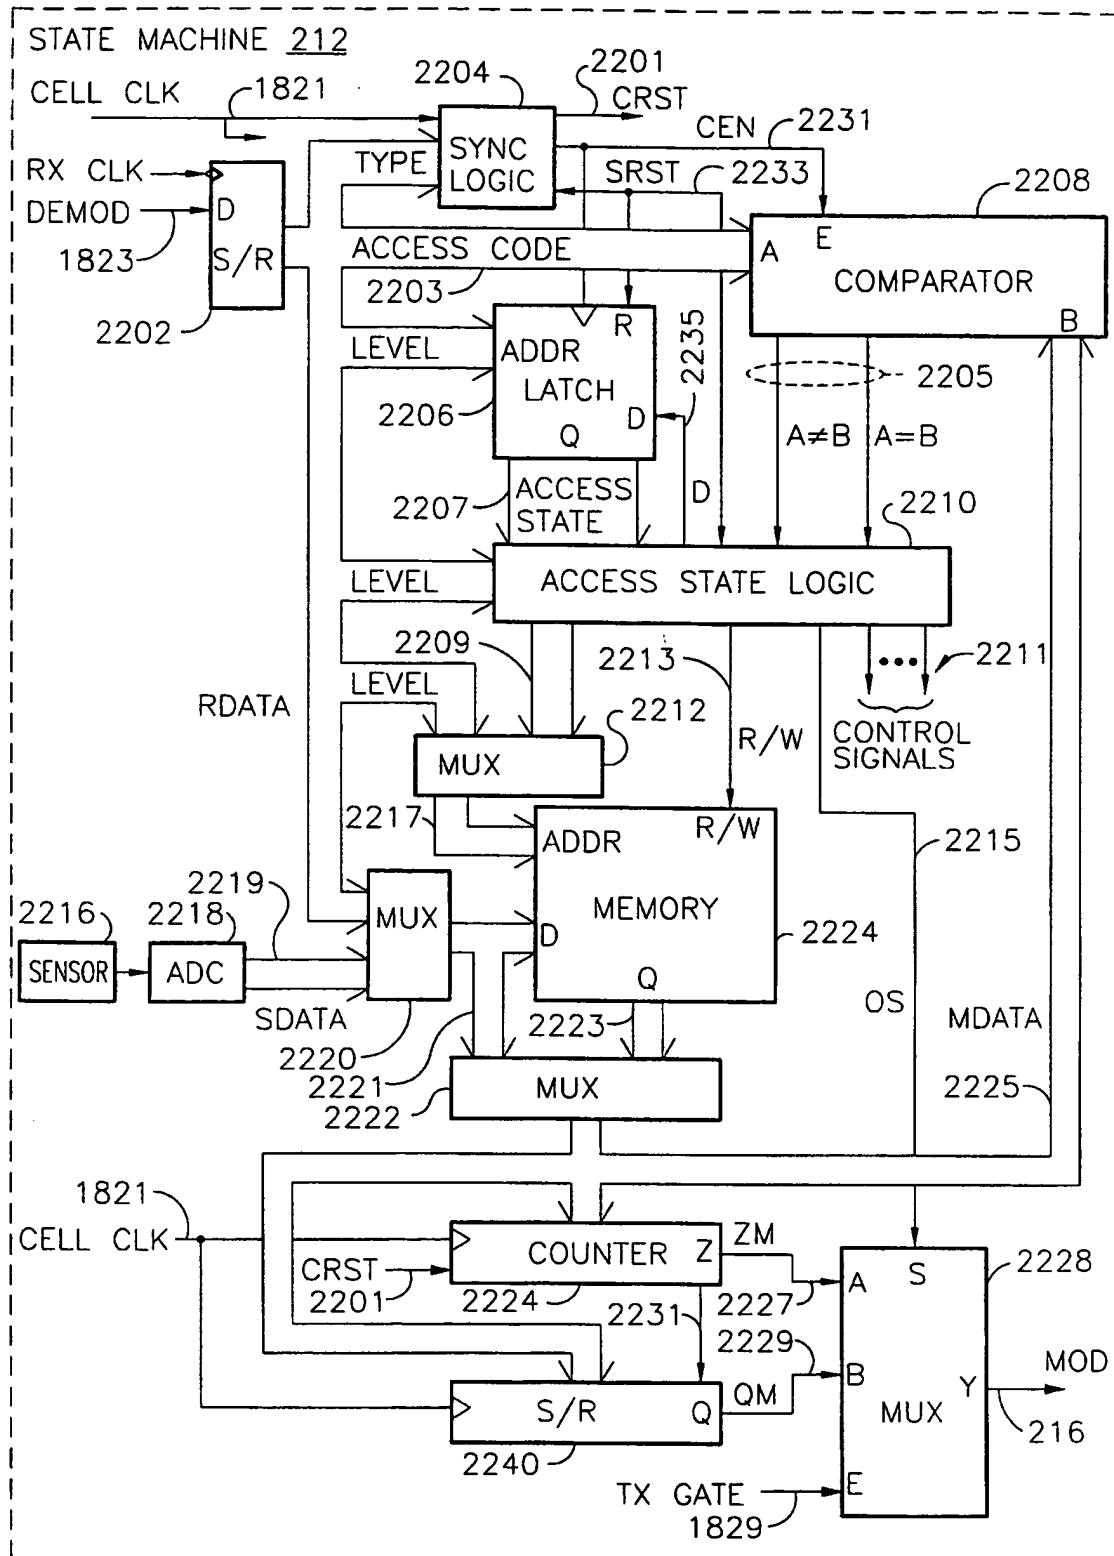 STATE MACHINE 212
CELL CLK
1821
2204
2201
CRST
CEN
2231
RX CLK
TYPE
SYNC
LOGIC
SRST
2233
2208
DEMOD
D
1823
S/R
2202
ACCESS CODE
2203
A
E
COMPARATOR
B
R
2235
LEVEL
ADDR
LATCH
2206
D
Q
2205
A≠B
A=B
2207
ACCESS
STATE
D
2210
ACCESS STATE LOGIC
LEVEL
2209
2213
2211
LEVEL
RDATA
2212
CONTROL
SIGNALS
R/W
MUX
2217
ADDR
R/W
2215
2219
2216
2218
MUX
MEMORY
2224
SENSOR
ADC
D
Q
SDATA
2223
OS
MDATA
2220
2221
2222
MUX
2225
1821
CELL CLK
COUNTER
Z
ZM
CRST
2201
2224
2231
2227
S
2228
A
2229
B
MOD
S/R
Q
QM
Y
MUX
216
2240
TX GATE
1829
E